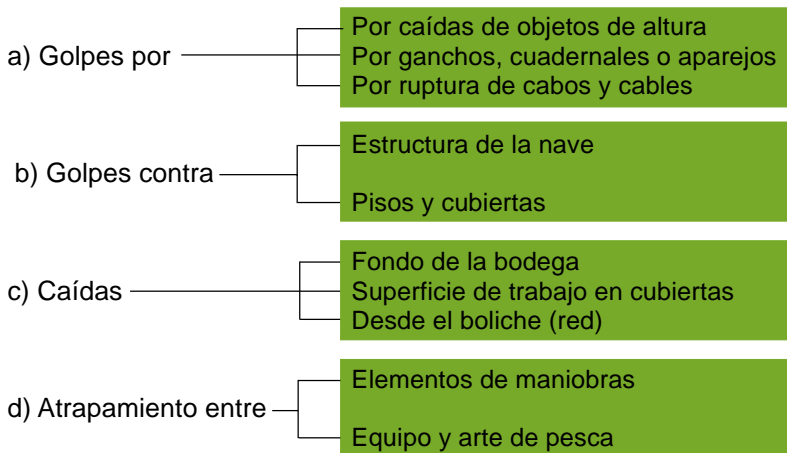 a) Golpes por
Por caídas de objetos de altura
Por ganchos, cuadernales o aparejos
Por ruptura de cabos y cables
b) Golpes contra
Estructura de la nave
Pisos y cubiertas
c) Caídas
Fondo de la bodega
Superficie de trabajo en cubiertas
Desde el boliche (red)
d) Atrapamiento entre
Elementos de maniobras
Equipo y arte de pesca